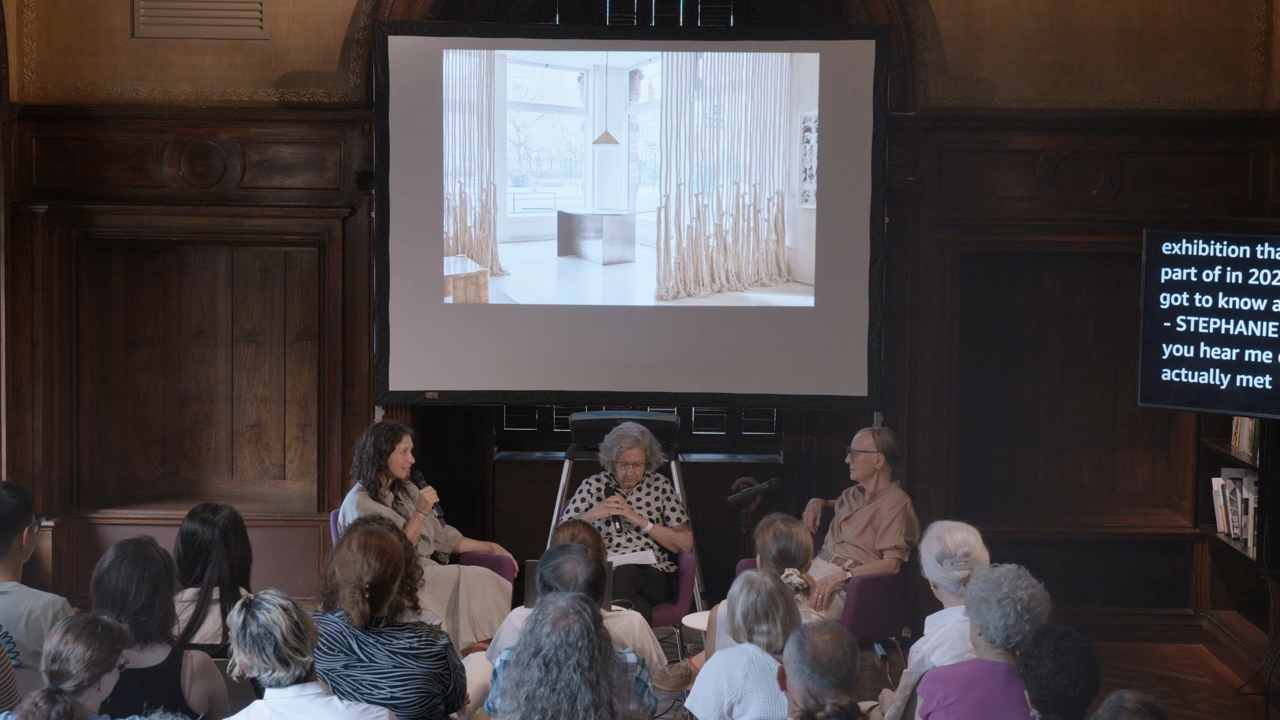 exhibition tha
part of in 202
got to know a
- STEPHANIE
you hear me
actually met